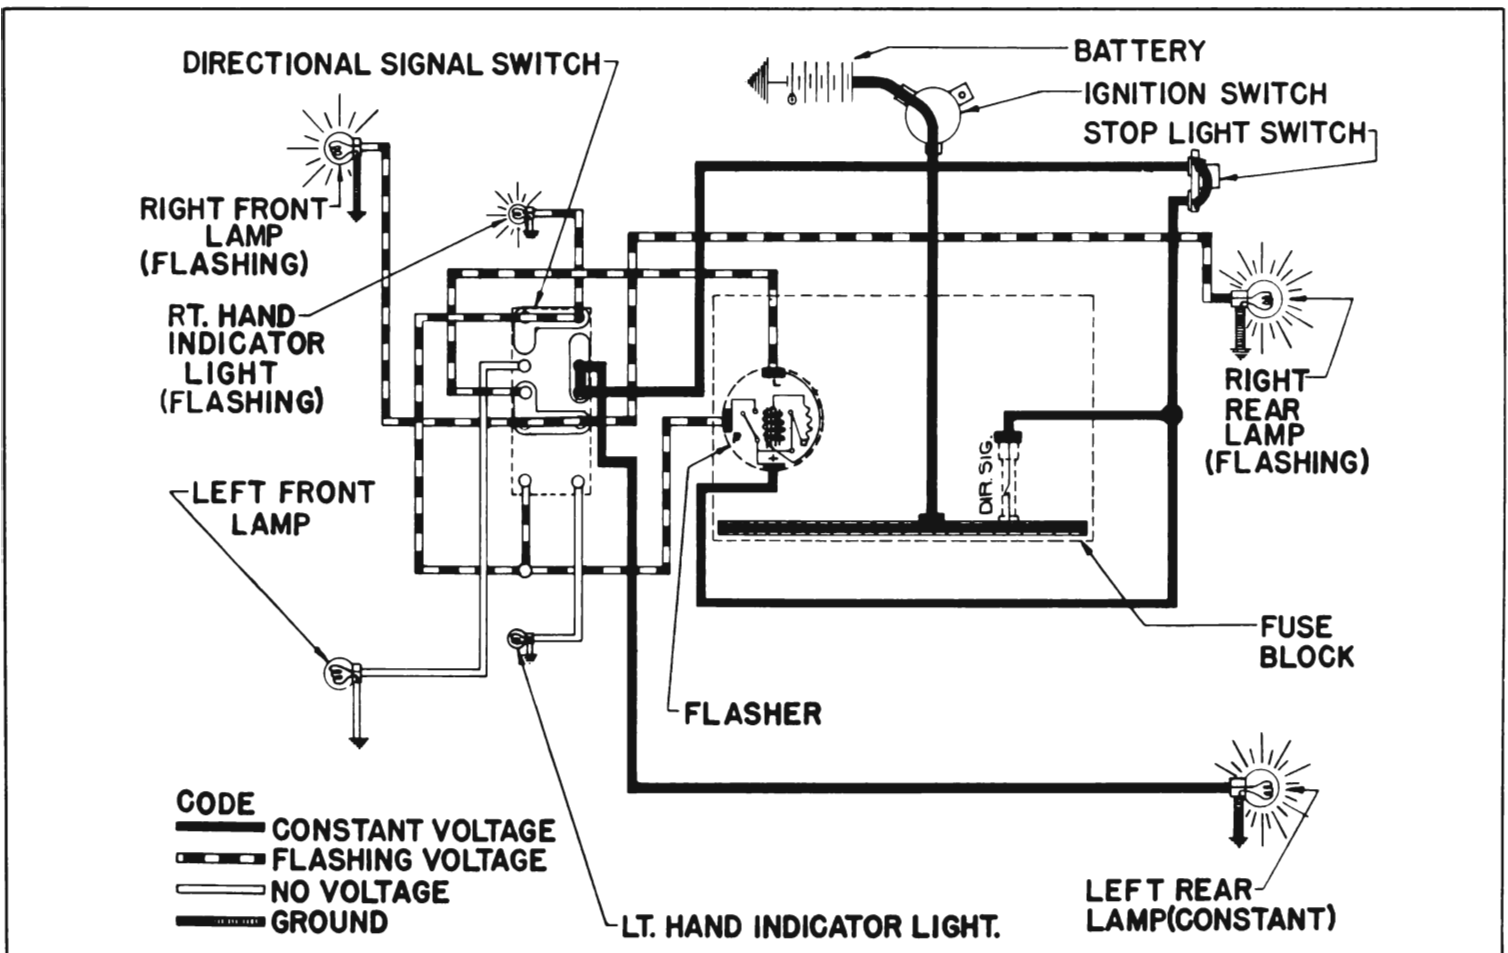 DIRECTIONAL SIGNAL SWITCH
BATTERY
IGNITION SWITCH
STOP LIGHT SWITCH
RIGHT FRONT
LAMP
(FLASHING)
RT. HAND
INDICATOR
LIGHT
(FLASHING)
RIGHT
REAR
LAMP
(FLASHING)
L
P
+
DIR. SIG.
LEFT FRONT
LAMP
FUSE
BLOCK
FLASHER
CODE
CONSTANT VOLTAGE
FLASHING VOLTAGE
NO VOLTAGE
GROUND
LT. HAND INDICATOR LIGHT.
LEFT REAR
LAMP(CONSTANT)